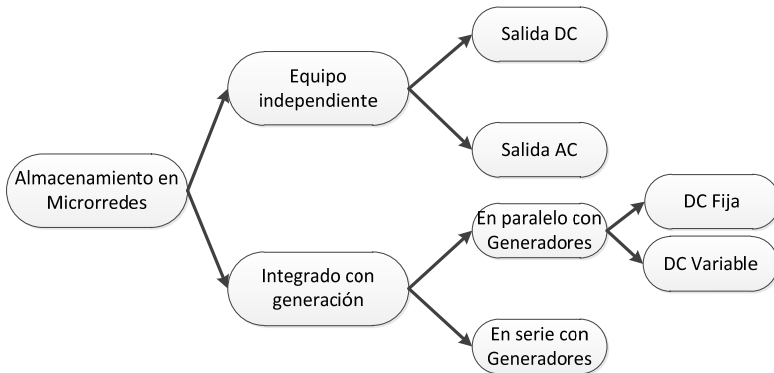 Almacenamiento en
Microrredes
Equipo
independiente
Salida DC
Salida AC
Integrado con
generación
En paralelo con
Generadores
DC Fija
DC Variable
En serie con
Generadores